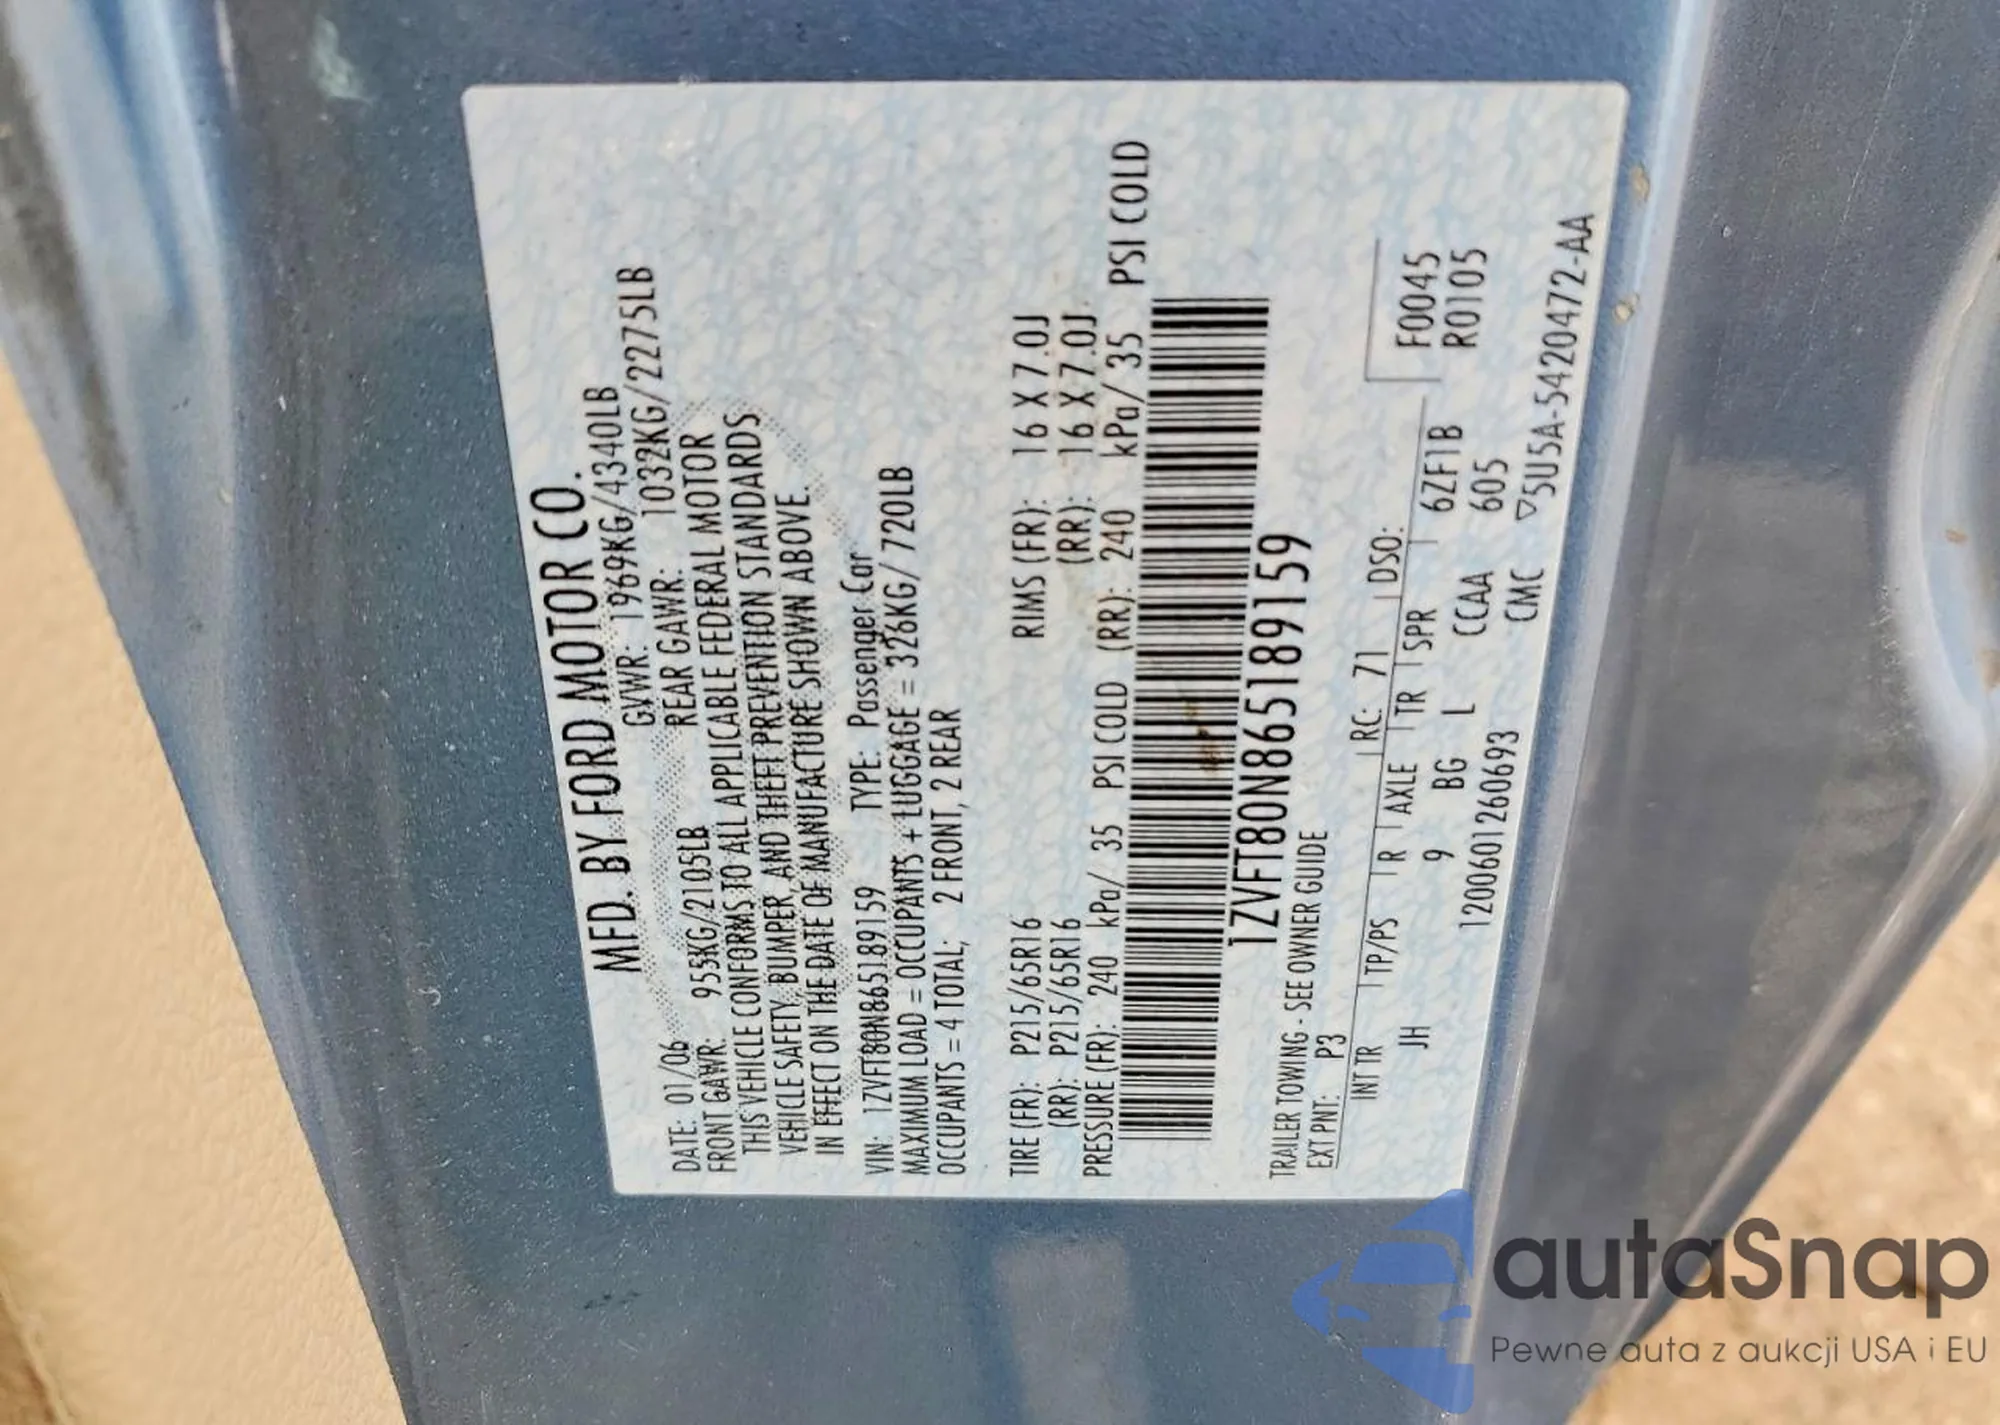 MFD. BY FORD MOTOR CO.
DATE: 01/06 GVWR: 1969KG/4340LB
FRONT GAWR: 955KG/2105LB REAR GAWR: 1032KG/2275LB
THIS VEHICLE CONFORMS TO ALL APPLICABLE FEDERAL MOTOR
VEHICLE SAFETY, BUMPER, AND THEFT PREVENTION STANDARDS
IN EFFECT ON THE DATE OF MANUFACTURE SHOWN ABOVE.
VIN: 1ZVFT80N865189159 TYPE: Passenger Car
MAXIMUM LOAD = OCCUPANTS + LUGGAGE = 326KG/ 720LB
OCCUPANTS = 4 TOTAL; 2 FRONT, 2 REAR
TIRE (FR): P215/65R16 RIMS (FR): 16 X 7.0J
(RR): P215/65R16 (RR): 16 X 7.0J
PRESSURE (FR): 240 kPa/ 35 PSI COLD (RR): 240 kPa/ 35 PSI COLD
1ZVFT80N865189159
TRAILER TOWING - SEE OWNER GUIDE
EXT PNT: P3 RC: 71 DSO:
INT TR TP/PS R AXLE TR SPR F0045
JH 9 BG L CCAA 6ZF1B R0105
12006012606093 CMC 605
▽5U5A-5420472-AA
autaSnap
Pewne auta z aukcji USA i EU